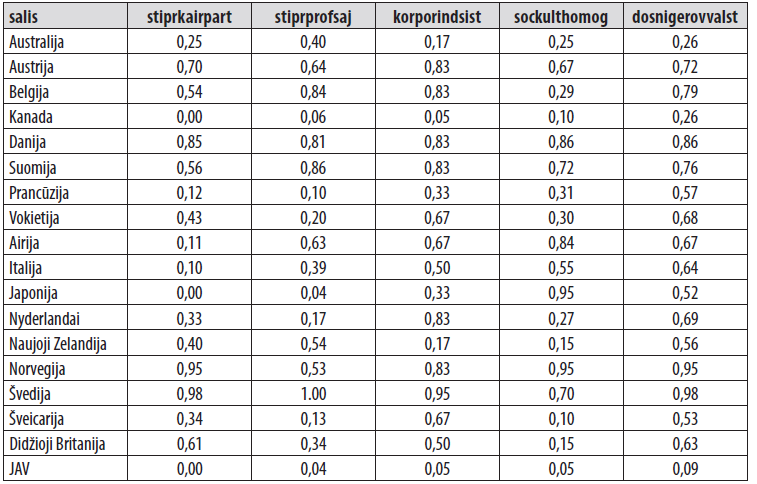 salis stiprkairpart stiprprofsaj korporindsist sockulthomog dosnigerovvalst
Australija 0,25 0,40 0,17 0,25 0,26
Austrija 0,70 0,64 0,83 0,67 0,72
Belgija 0,54 0,84 0,83 0,29 0,79
Kanada 0,00 0,06 0,05 0,10 0,26
Danija 0,85 0,81 0,83 0,86 0,86
Suomija 0,56 0,86 0,83 0,72 0,76
Prancūzija 0,12 0,10 0,33 0,31 0,57
Vokietija 0,43 0,20 0,67 0,30 0,68
Airija 0,11 0,63 0,67 0,84 0,67
Italija 0,10 0,39 0,50 0,55 0,64
Japonija 0,00 0,04 0,33 0,95 0,52
Nyderlandai 0,33 0,17 0,83 0,27 0,69
Naujoji Zelandija 0,40 0,54 0,17 0,15 0,56
Norvegija 0,95 0,53 0,83 0,95 0,95
Švedija 0,98 1.00 0,95 0,70 0,98
Šveicarija 0,34 0,13 0,67 0,10 0,53
Didžioji Britanija 0,61 0,34 0,50 0,15 0,63
JAV 0,00 0,04 0,05 0,05 0,09